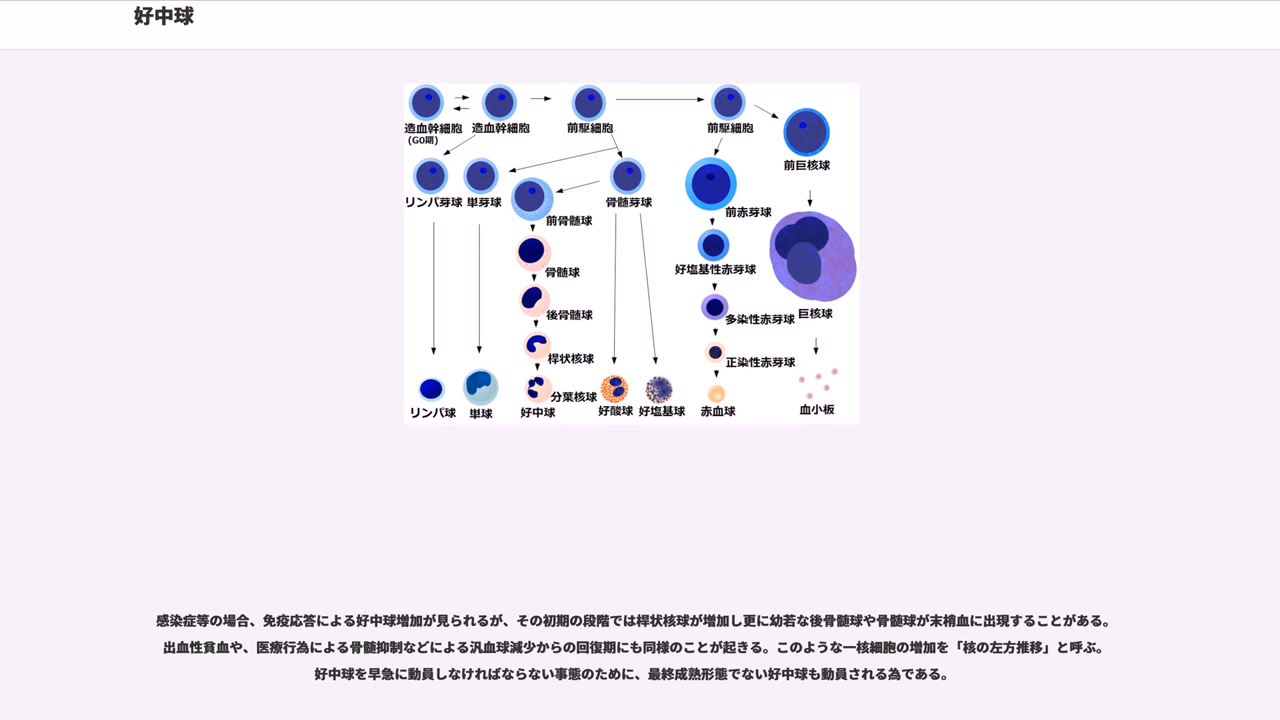 好中球
造血幹細胞
(G0期)
造血幹細胞
前駆細胞
前駆細胞
前巨核球
リンパ芽球
単芽球
前骨髄球
骨髄芽球
前赤芽球
骨髄球
好塩基性赤芽球
後骨髄球
多染性赤芽球
巨核球
桿状核球
正染性赤芽球
分葉核球
リンパ球
単球
好中球
好酸球
好塩基球
赤血球
血小板
感染症等の場合、免疫応答による好中球増加が見られるが、その初期の段階では桿状核球が増加し更に幼若な後骨髄球や骨髄球が末梢血に出現することがある。
出血性貧血や、医療行為による骨髄抑制などによる汎血球減少からの回復期にも同様のことが起きる。このような一核細胞の増加を「核の左方推移」と呼ぶ。
好中球を早急に動員しなければならない事態のために、最終成熟形態でない好中球も動員される為である。